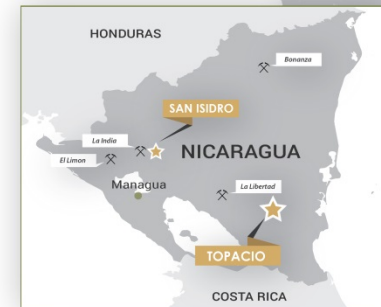 HONDURAS
Bonanza
SAN ISIDRO
La India
El Limon
NICARAGUA
Managua
La Libertad
TOPACIO
COSTA RICA